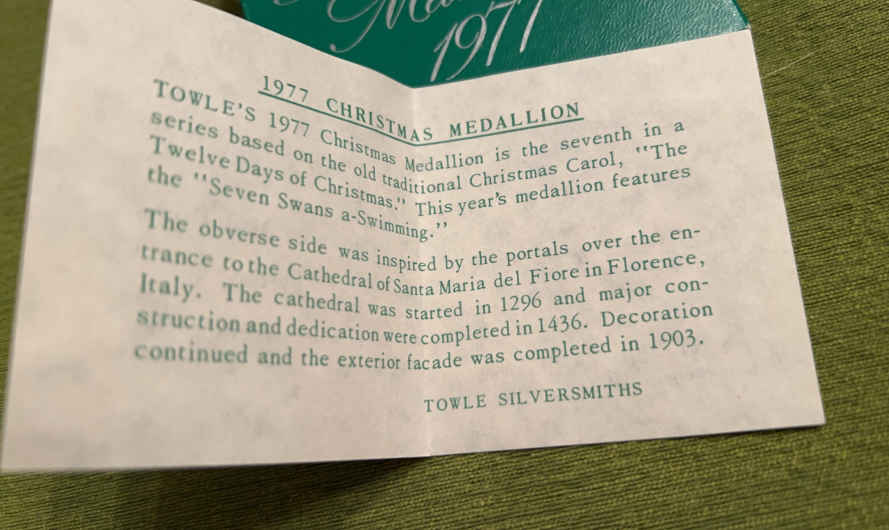 1977
1977 CHRISTMAS MEDALLION
TOWLE'S 1977 Christmas Medallion is the seventh in a
series based on the old traditional Christmas Carol, "The
Twelve Days of Christmas." This year's medallion features
the "Seven Swans a-Swimming."
The obverse side was inspired by the portals over the en-
trance to the Cathedral of Santa Maria del Fiore in Florence,
Italy. The cathedral was started in 1296 and major con-
struction and dedication were completed in 1436. Decoration
continued and the exterior facade was completed in 1903.
TOWLE SILVERSMITHS